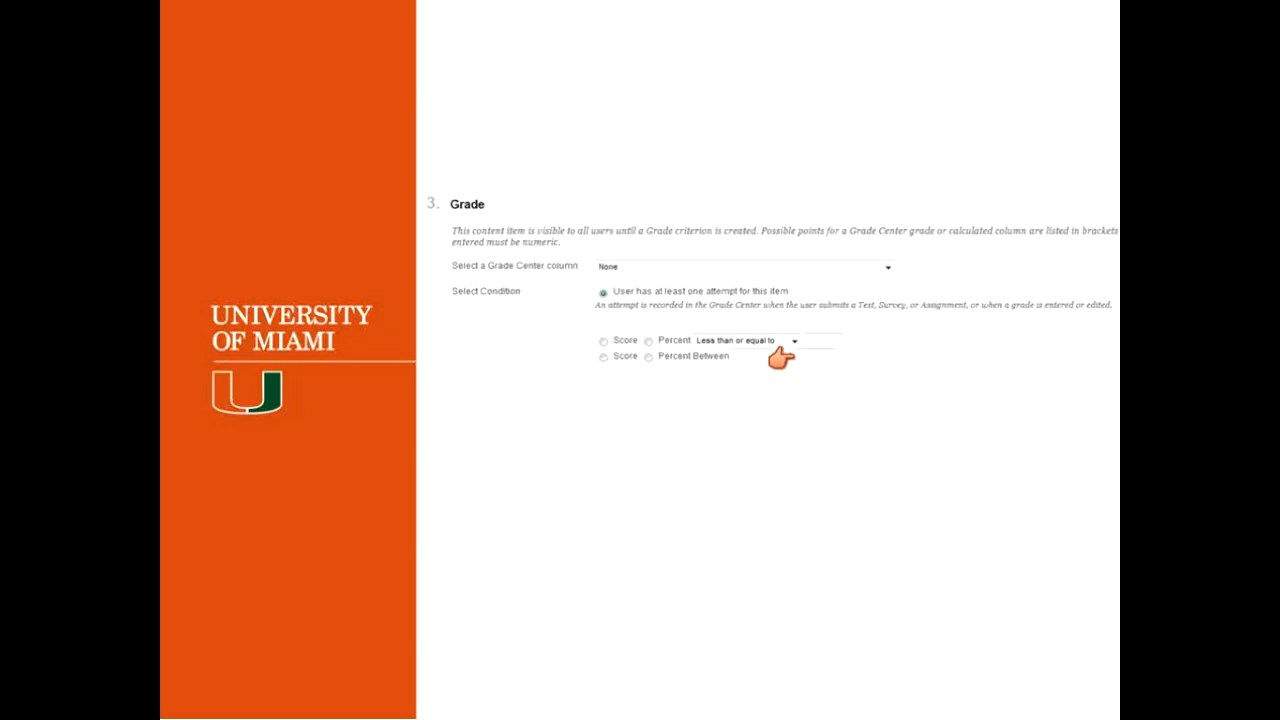 UNIVERSITY
OF MIAMI
3. Grade
This content item is visible to all users until a Grade criterion is created. Possible points for a Grade Center grade or calculated column are listed in brackets
entered must be numeric.
Select a Grade Center column None
Select Condition User has at least one attempt for this item
An attempt is recorded in the Grade Center when the user submits a Test, Survey, or Assignment, or when a grade is entered or edited.
Score Percent Less than or equal to
Score Percent Between